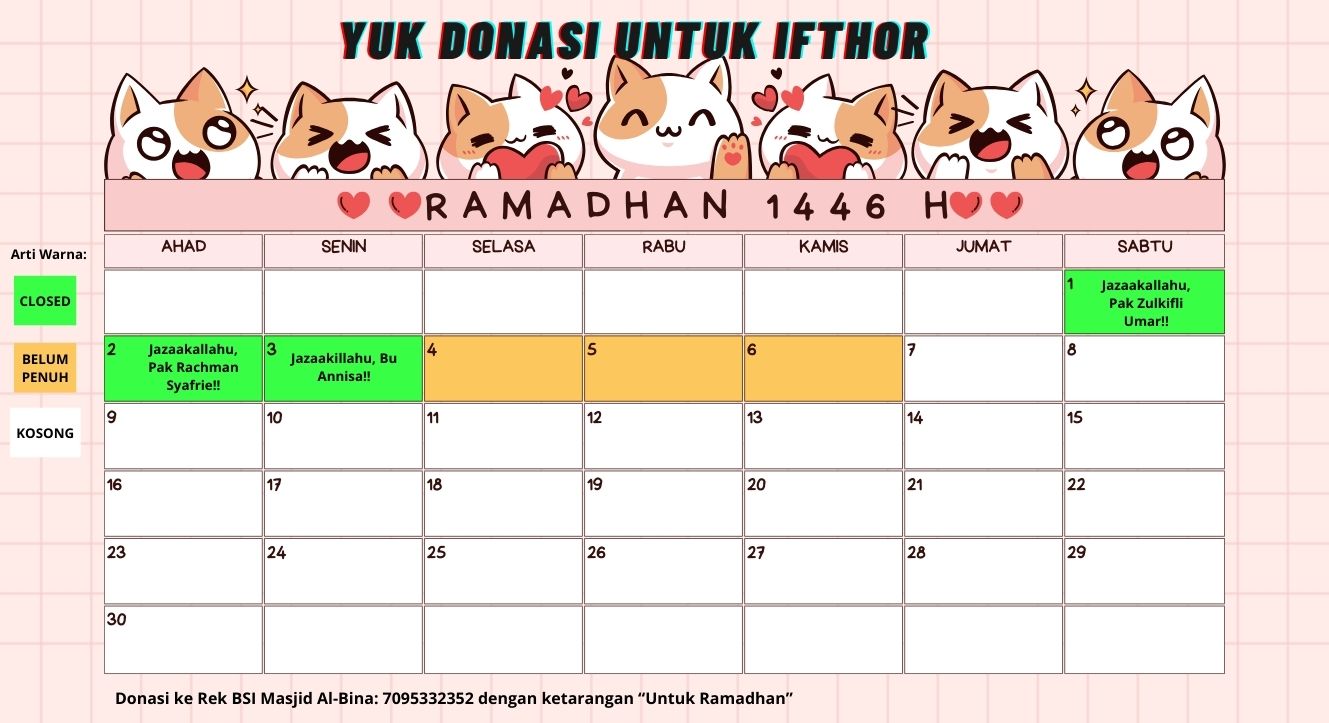 YUK DONASI UNTUK IFTHOR
RAMADHAN 1446 H
Arti Warna:
CLOSED
BELUM
PENUH
KOSONG
AHAD SENIN SELASA RABU KAMIS JUMAT SABTU
1 Jazaakallahu,
Pak Zulkifli
Umar!!
2 Jazaakallahu,
Pak Rachman
Syafrie!!
3 Jazaakillahu, Bu
Annisa!!
4 5 6 7 8
9 10 11 12 13 14 15
16 17 18 19 20 21 22
23 24 25 26 27 28 29
30
Donasi ke Rek BSI Masjid Al-Bina: 7095332352 dengan ketarangan “Untuk Ramadhan”